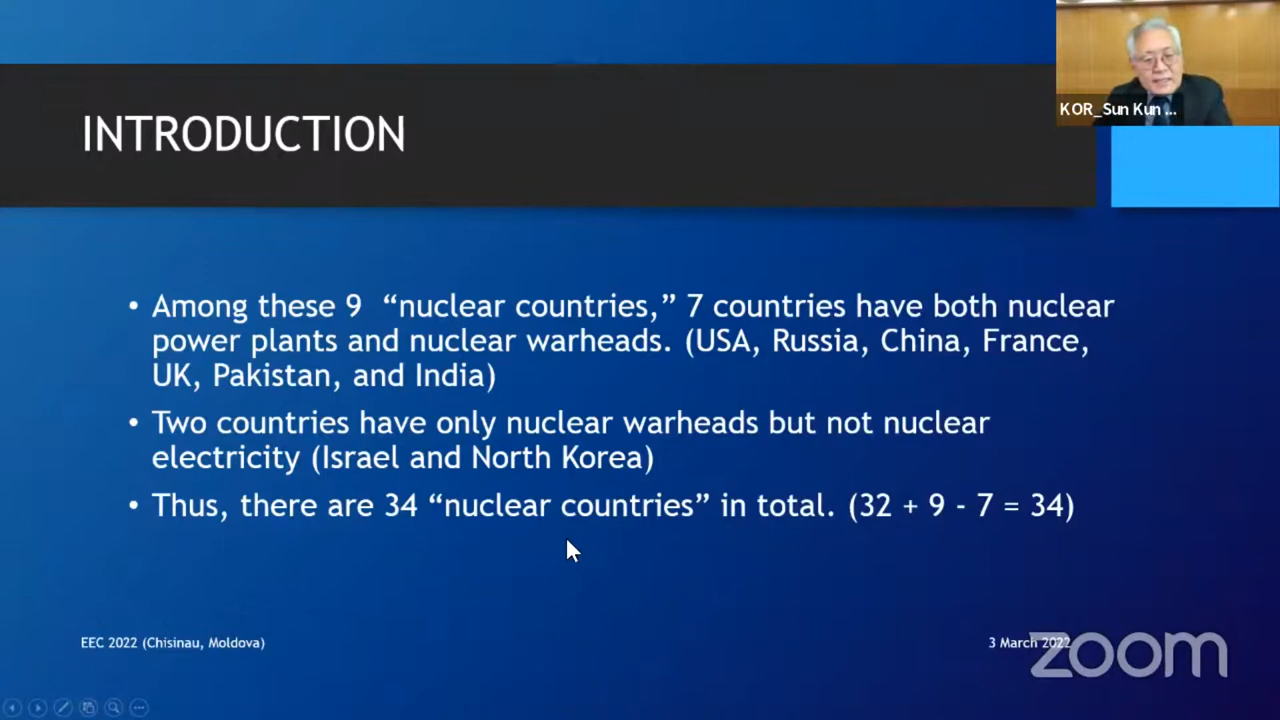 KOR_Sun Kun ...
INTRODUCTION
• Among these 9 “nuclear countries,” 7 countries have both nuclear
power plants and nuclear warheads. (USA, Russia, China, France,
UK, Pakistan, and India)
• Two countries have only nuclear warheads but not nuclear
electricity (Israel and North Korea)
• Thus, there are 34 “nuclear countries” in total. (32 + 9 - 7 = 34)
EEC 2022 (Chisinau, Moldova)
3 March 2022
zoom